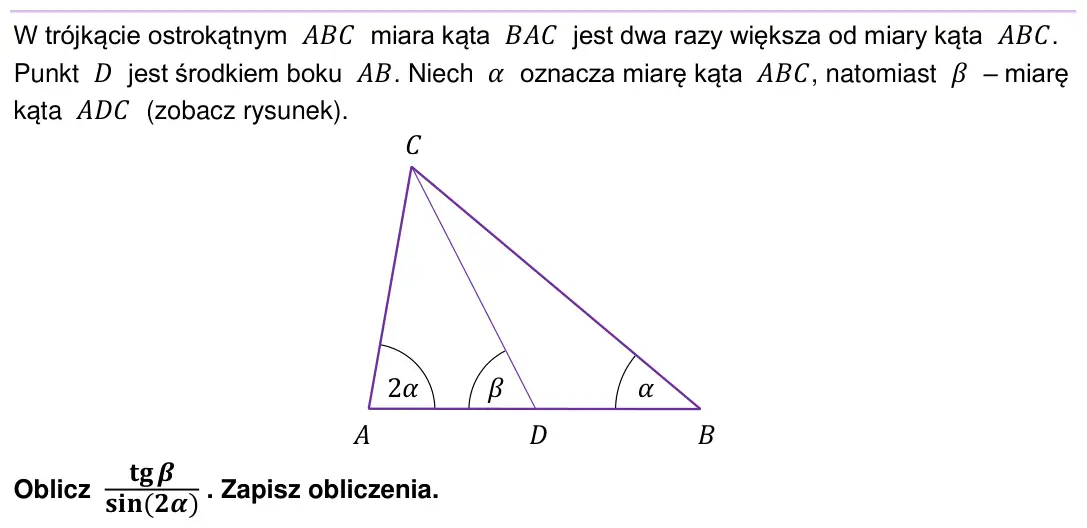 W trójkącie ostrokątnym ABC miara kąta BAC jest dwa razy większa od miary kąta ABC.
Punkt D jest środkiem boku AB. Niech α oznacza miarę kąta ABC, natomiast β – miarę
kąta ADC (zobacz rysunek).
C
2α β α
A D B
Oblicz tg β / sin(2α) . Zapisz obliczenia.